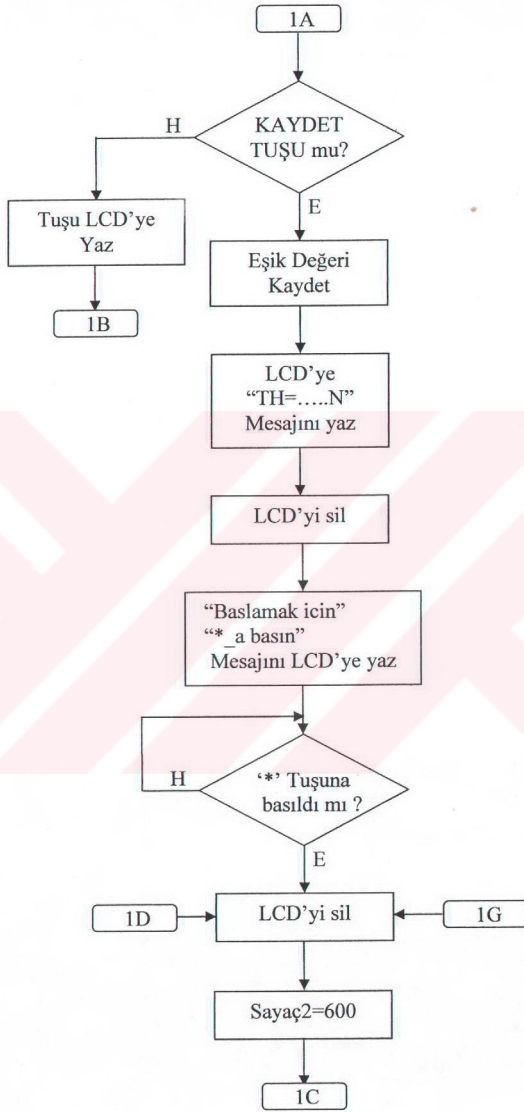 1A
KAYDET
TUŞU mu?
H
E
Tuşu LCD’ye
Yaz
1B
Eşik Değeri
Kaydet
LCD’ye
“TH=.....N”
Mesajını yaz
LCD’yi sil
“Baslamak icin”
“*_a basın”
Mesajını LCD’ye yaz
‘*’ Tuşuna
basıldı mı ?
H
E
1D
LCD’yi sil
1G
Sayaç2=600
1C